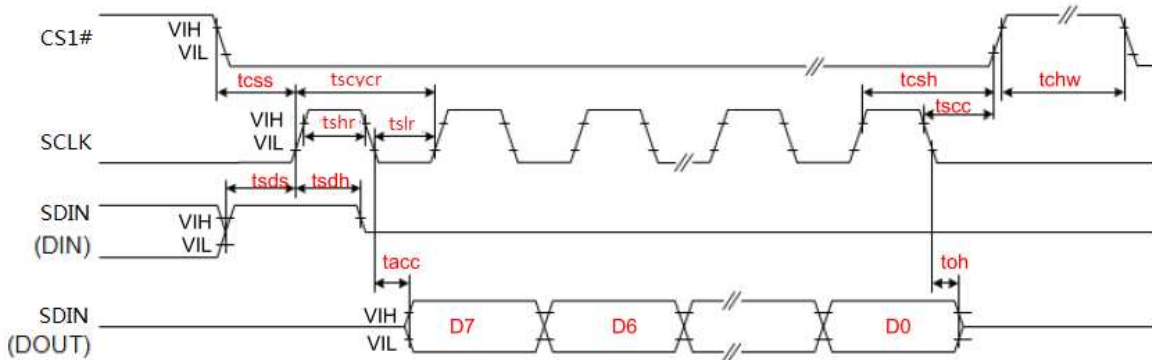 CS1#
VIH
VIL
tcss
tscycr
tcsh
tchw
tscc
SCLK
VIH
VIL
tshr
tslr
tsds
tsdh
SDIN
(DIN)
VIH
VIL
tacc
toh
SDIN
(DOUT)
VIH
VIL
D7
D6
D0